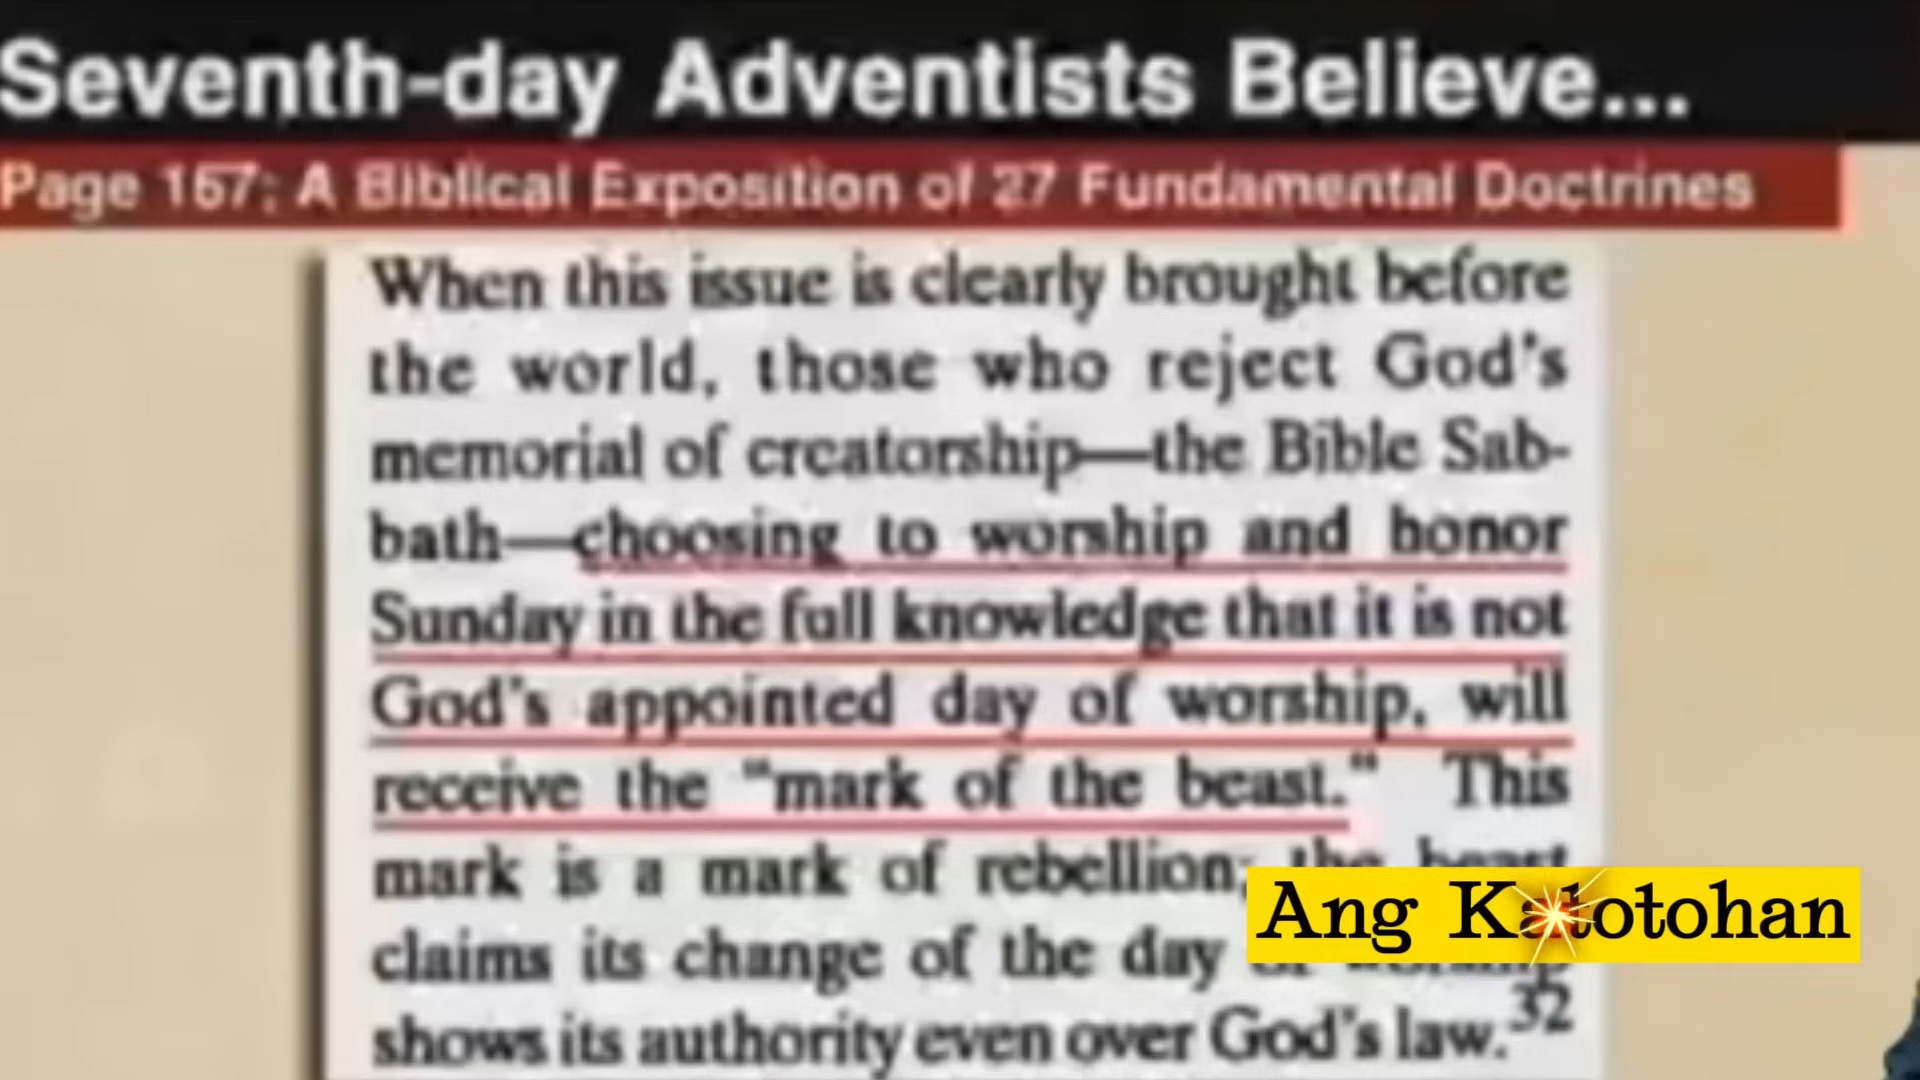 Seventh-day Adventists Believe...
Page 167; A Biblical Exposition of 27 Fundamental Doctrines
When this issue is clearly brought before
the world, those who reject God's
memorial of creatorship—the Bible Sab-
bath—choosing to worship and honor
Sunday in the full knowledge that it is not
God's appointed day of worship, will
receive the "mark of the beast." This
mark is a mark of rebellion; the beast
claims its change of the day or worship
shows its authority even over God's law.32
Ang Katotohan